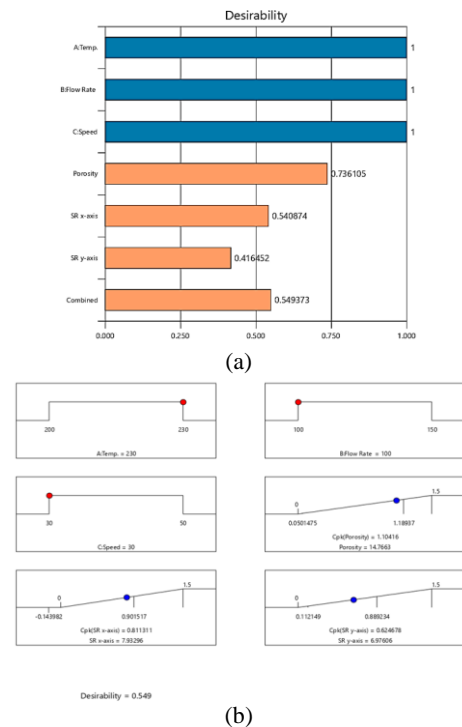 Desirability
A:Temp. 1
B:Flow Rate 1
C:Speed 1
Porosity 0.736105
SR x-axis 0.540874
SR y-axis 0.416452
Combined 0.549373
0.000 0.250 0.500 0.750 1.000
(a)
200 230
A:Temp. = 230
100 150
B:Flow Rate = 100
30 50
C:Speed = 30
0 1.5
0.0501475 1.18937
Cpk(Porosity) = 1.10416
Porosity = 14.7663
0 1.5
-0.143982 0.901517
Cpk(SR x-axis) = 0.811311
SR x-axis = 7.93296
0 1.5
0.112149 0.889234
Cpk(SR y-axis) = 0.624678
SR y-axis = 6.97606
Desirability = 0.549
(b)